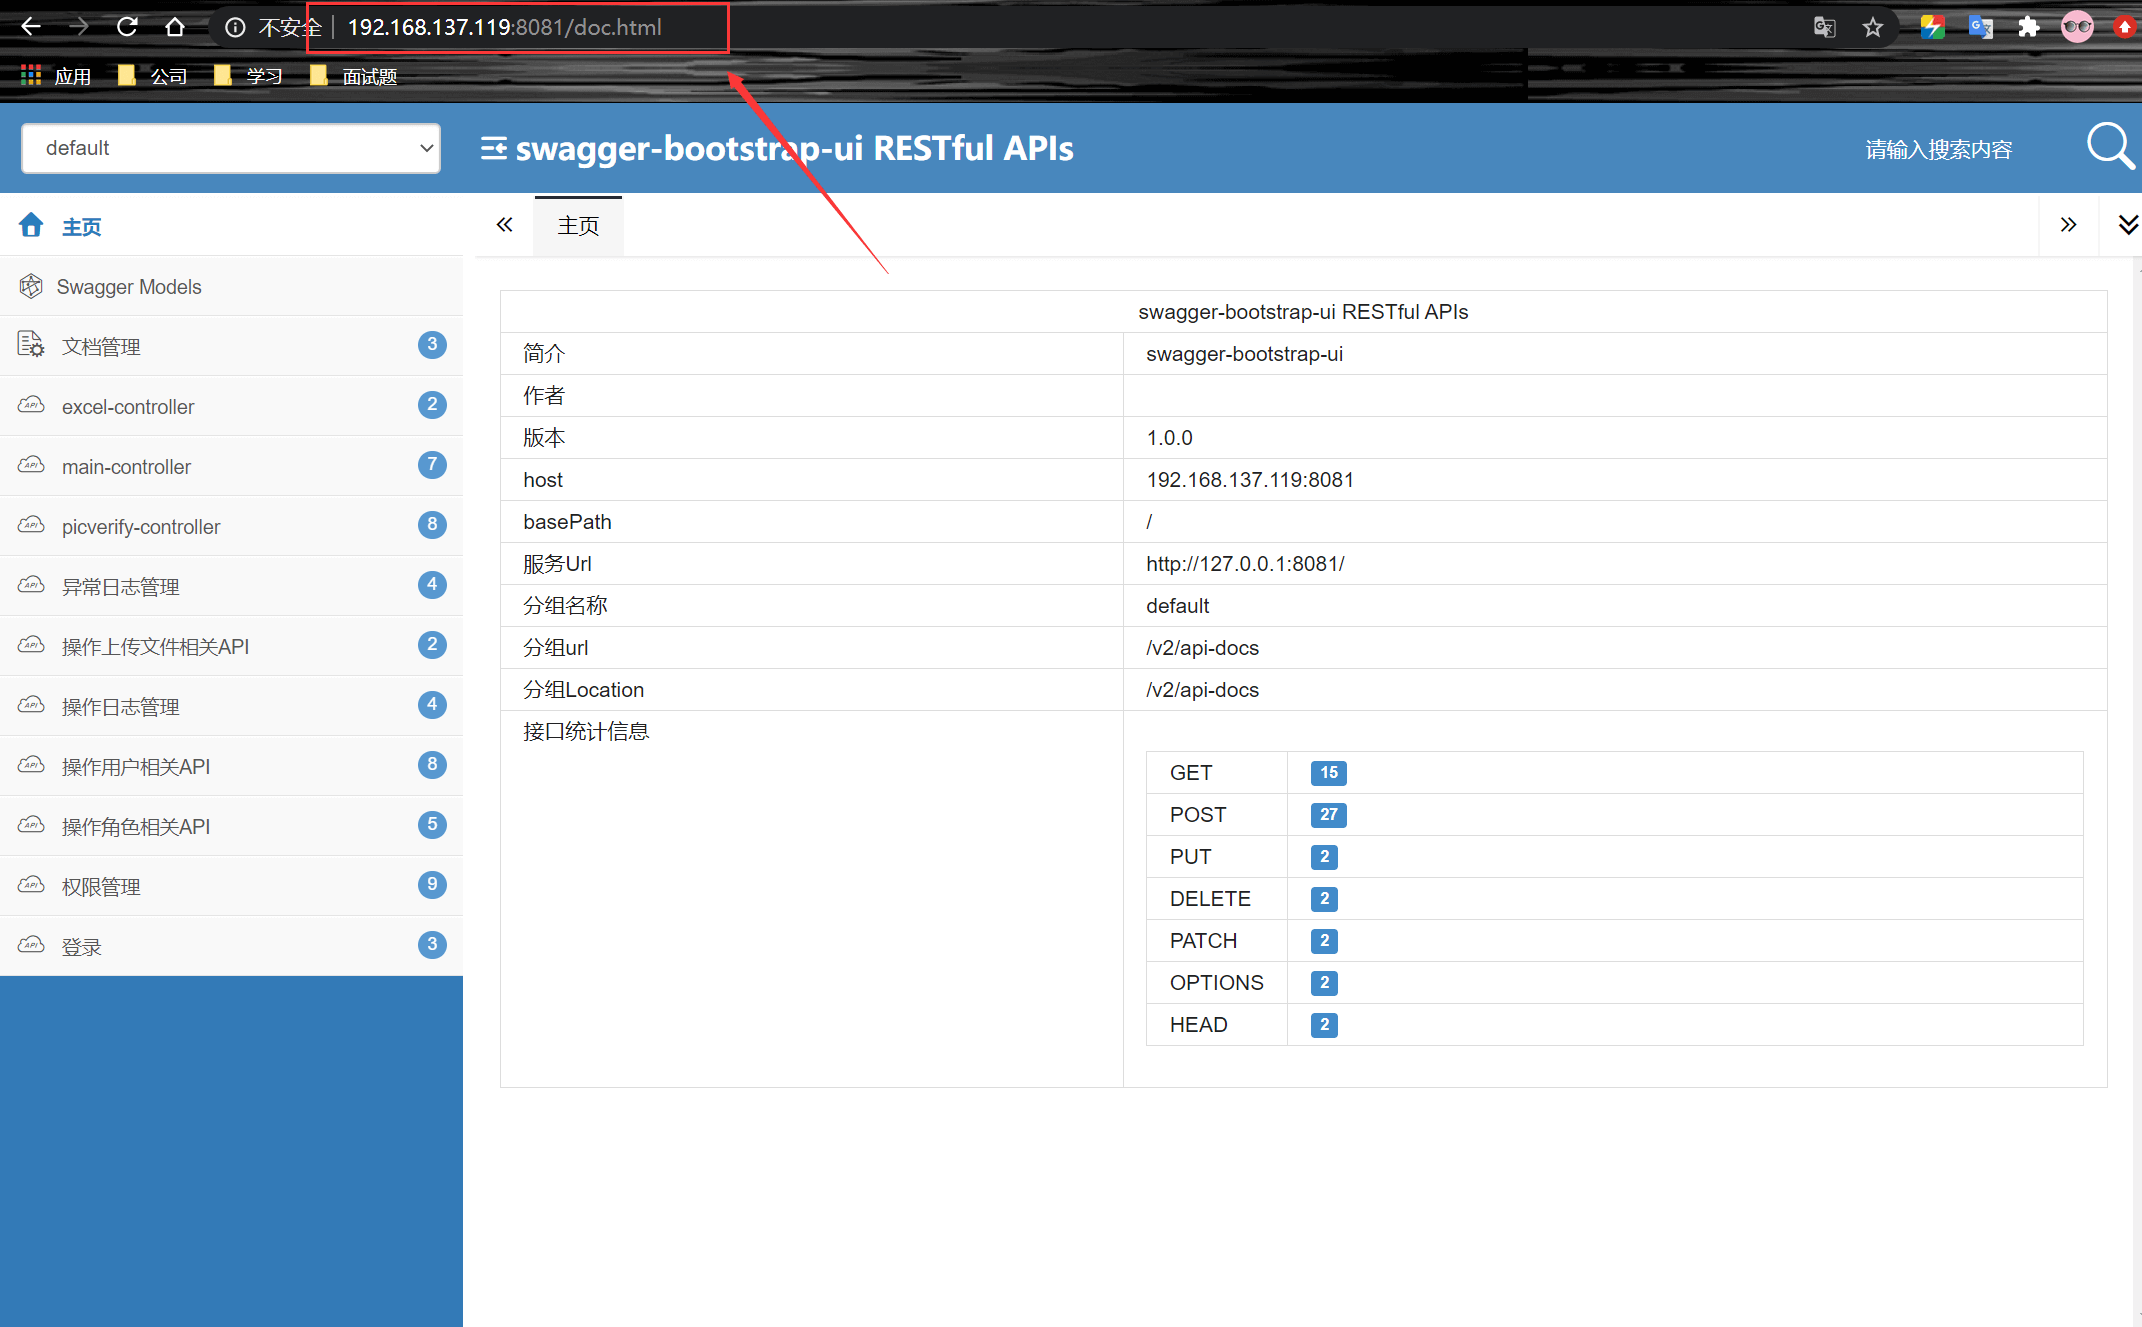 不安全 | 192.168.137.119:8081/doc.html
应用 公司 学习 面试题
default
swagger-bootstrap-ui RESTful APIs
请输入搜索内容
主页
Swagger Models
文档管理 3
excel-controller 2
main-controller 7
picverify-controller 8
异常日志管理 4
操作上传文件相关API 2
操作日志管理 4
操作用户相关API 8
操作角色相关API 5
权限管理 9
登录 3
主页
swagger-bootstrap-ui RESTful APIs
简介 swagger-bootstrap-ui
作者
版本 1.0.0
host 192.168.137.119:8081
basePath /
服务Url http://127.0.0.1:8081/
分组名称 default
分组url /v2/api-docs
分组Location /v2/api-docs
接口统计信息
GET 15
POST 27
PUT 2
DELETE 2
PATCH 2
OPTIONS 2
HEAD 2